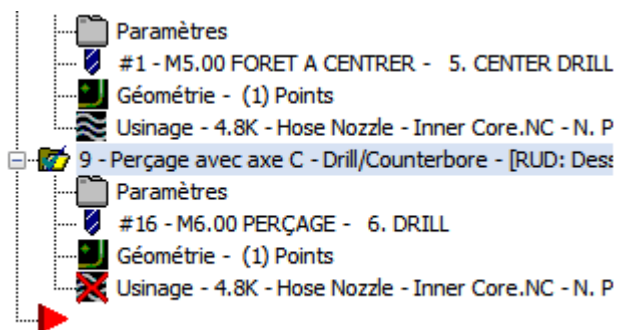 Paramètres
#1 - M5.00 FORET A CENTRER - 5. CENTER DRILL
Géométrie - (1) Points
Usinage - 4.8K - Hose Nozzle - Inner Core.NC - N. P
9 - Perçage avec axe C - Drill/Counterbore - [RUD: Dess
Paramètres
#16 - M6.00 PERÇAGE - 6. DRILL
Géométrie - (1) Points
Usinage - 4.8K - Hose Nozzle - Inner Core.NC - N. P